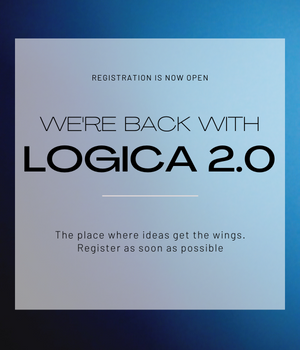 REGISTRATION IS NOW OPEN
WE'RE BACK WITH
LOGICA 2.0
The place where ideas get the wings.
Register as soon as possible